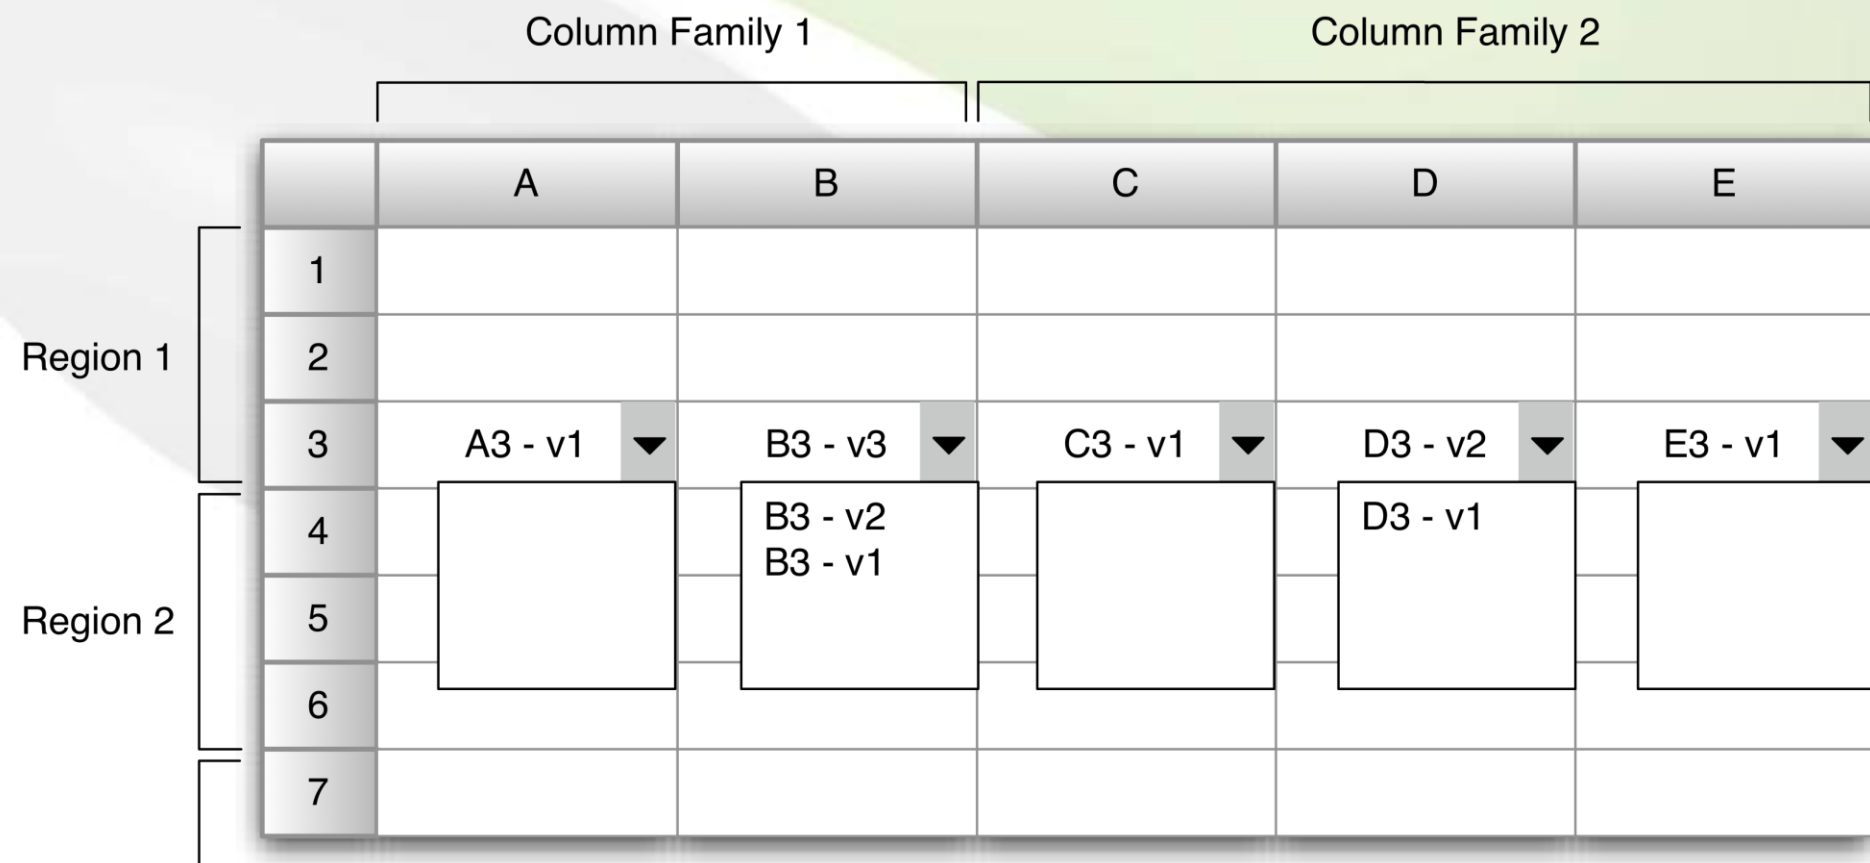 Column Family 1 Column Family 2
A B C D E
1
Region 1 2
3 A3 - v1 B3 - v3 C3 - v1 D3 - v2 E3 - v1
4 B3 - v2 D3 - v1
B3 - v1
Region 2 5
6
7